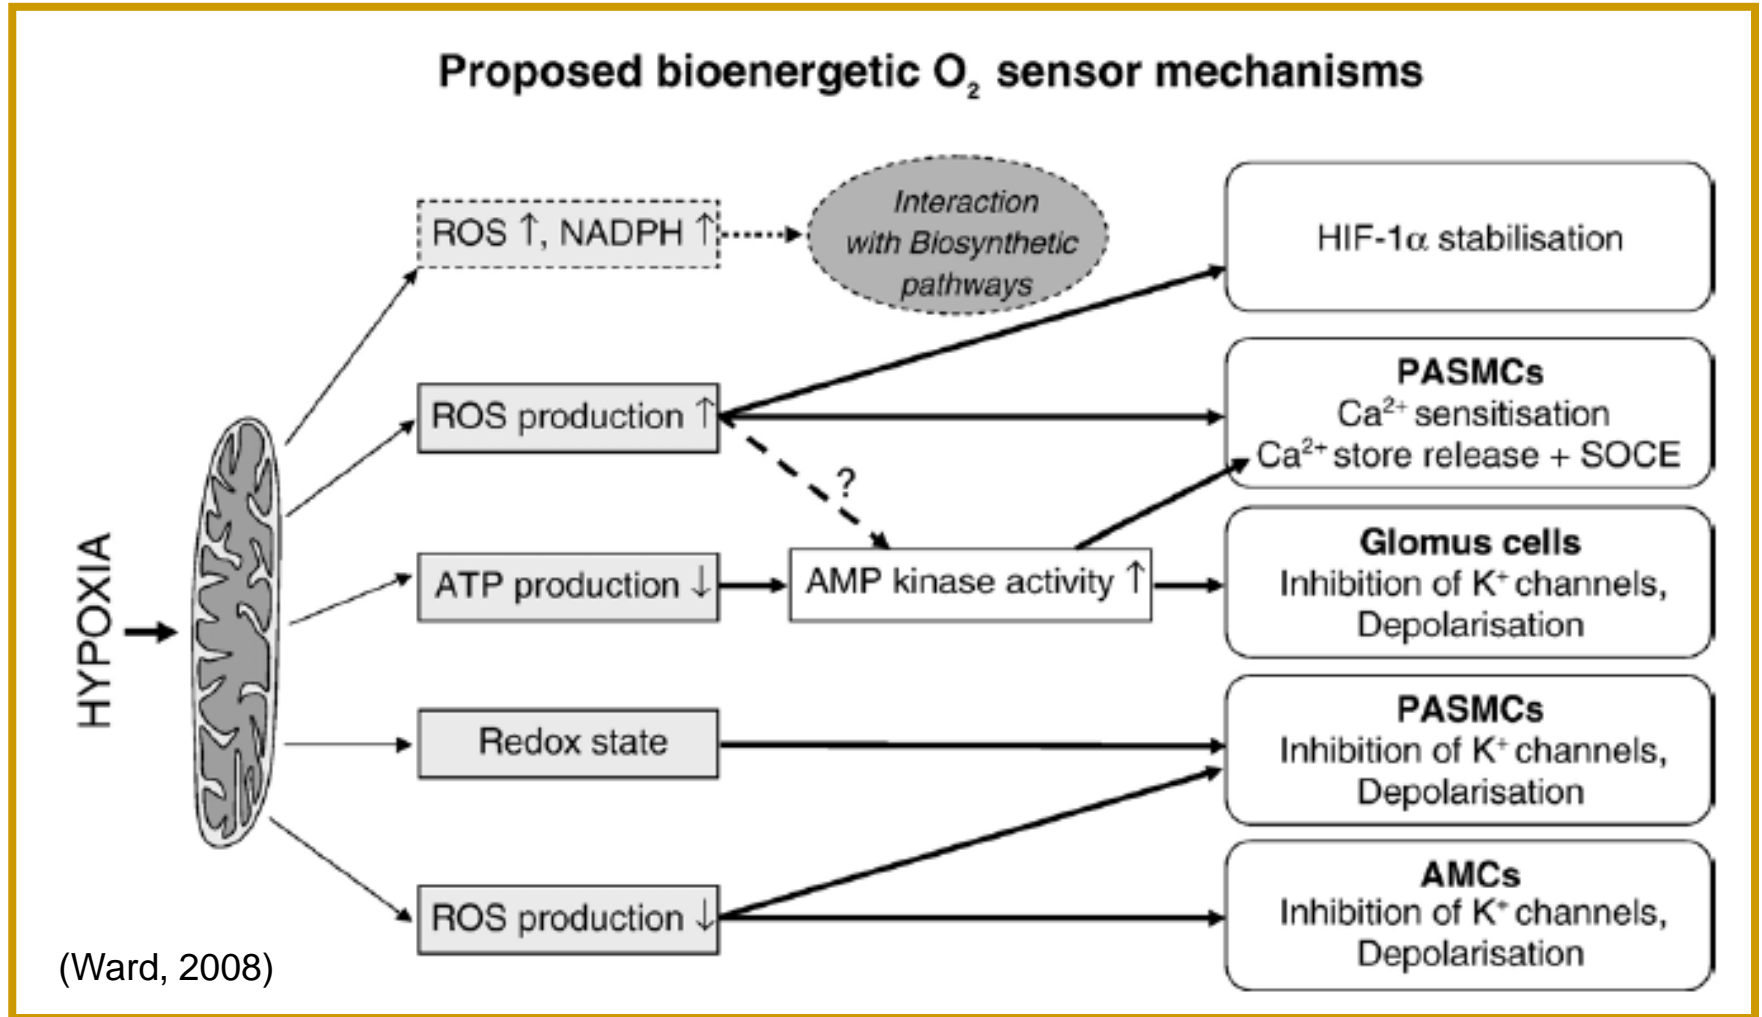 Proposed bioenergetic O₂ sensor mechanisms
ROS ↑, NADPH ↑
Interaction
with Biosynthetic
pathways
HIF-1α stabilisation
ROS production ↑
PASMCs
Ca²⁺ sensitisation
Ca²⁺ store release + SOCE
?
HYPOXIA
ATP production ↓
AMP kinase activity ↑
Glomus cells
Inhibition of K⁺ channels,
Depolarisation
Redox state
PASMCs
Inhibition of K⁺ channels,
Depolarisation
ROS production ↓
AMCs
Inhibition of K⁺ channels,
Depolarisation
(Ward, 2008)